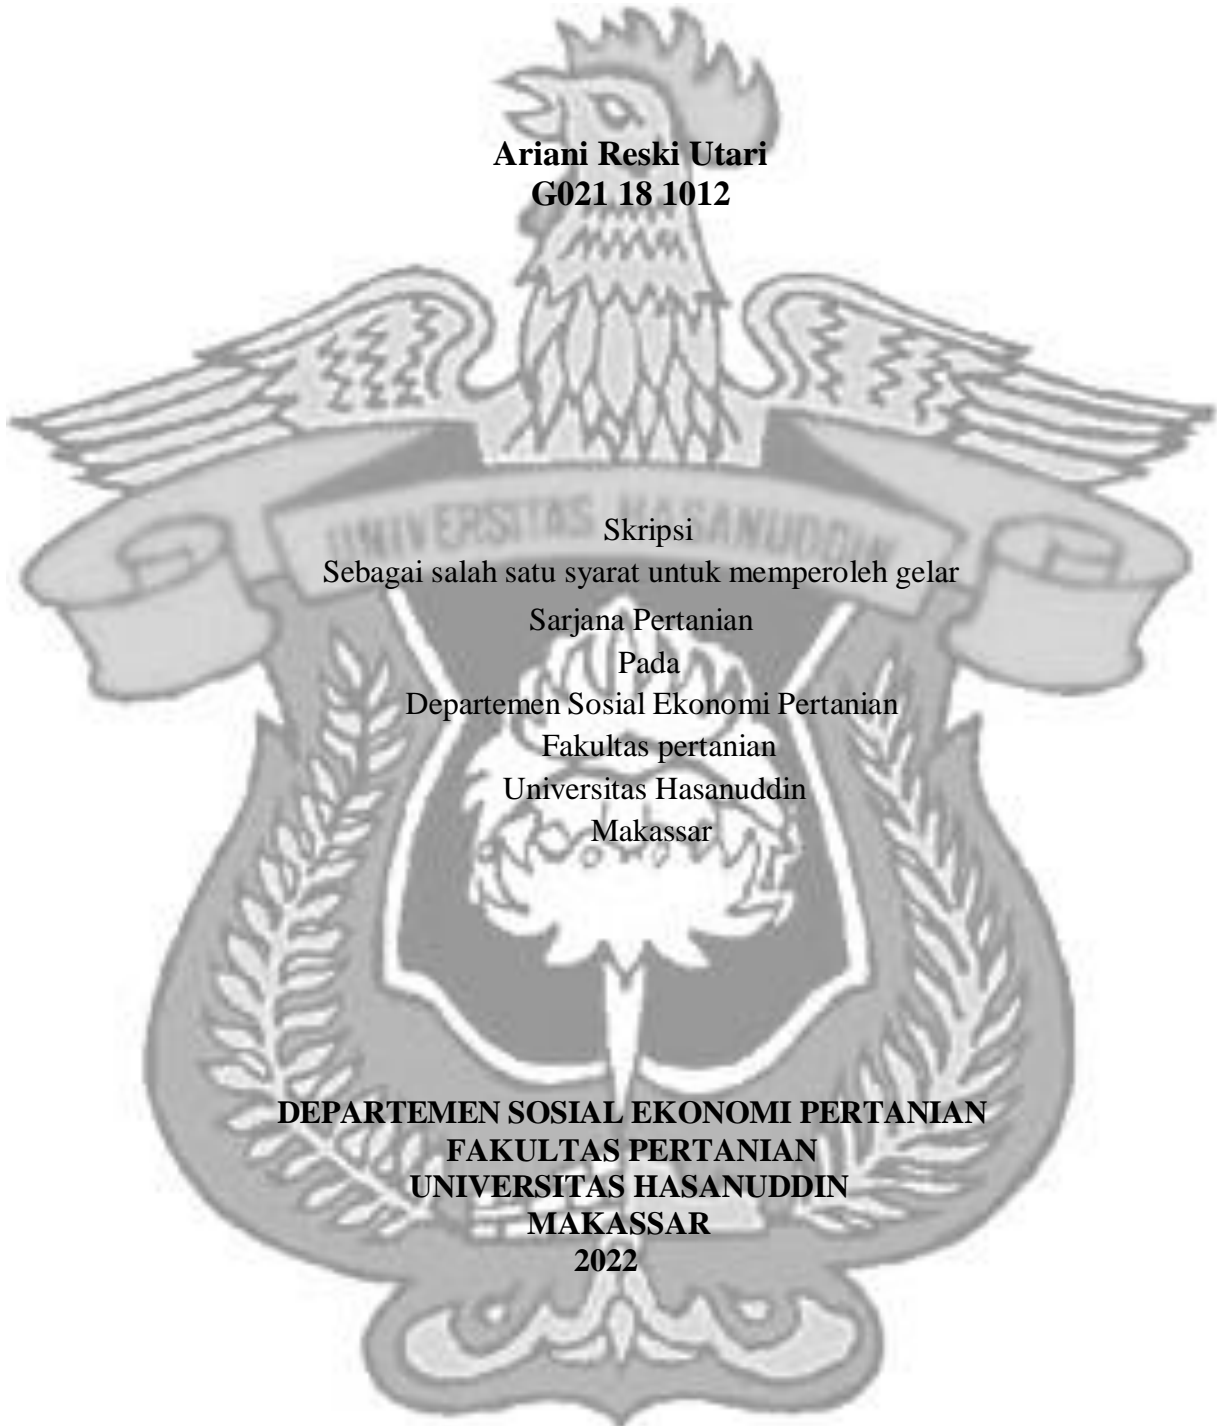 Ariani Reski Utari
G021 18 1012
UNIVERSITAS HASANUDDIN
Skripsi
Sebagai salah satu syarat untuk memperoleh gelar
Sarjana Pertanian
Pada
Departemen Sosial Ekonomi Pertanian
Fakultas pertanian
Universitas Hasanuddin
Makassar
DEPARTEMEN SOSIAL EKONOMI PERTANIAN
FAKULTAS PERTANIAN
UNIVERSITAS HASANUDDIN
MAKASSAR
2022